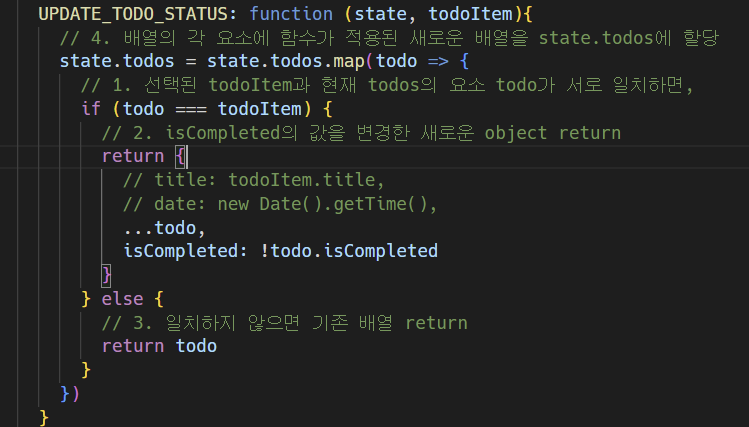 UPDATE_TODO_STATUS: function (state, todoItem){
// 4. 배열의 각 요소에 함수가 적용된 새로운 배열을 state.todos에 할당
state.todos = state.todos.map(todo => {
// 1. 선택된 todoItem과 현재 todos의 요소 todo가 서로 일치하면,
if (todo === todoItem) {
// 2. isCompleted의 값을 변경한 새로운 object return
return {
// title: todoItem.title,
// date: new Date().getTime(),
...todo,
isCompleted: !todo.isCompleted
}
} else {
// 3. 일치하지 않으면 기존 배열 return
return todo
}
})
}